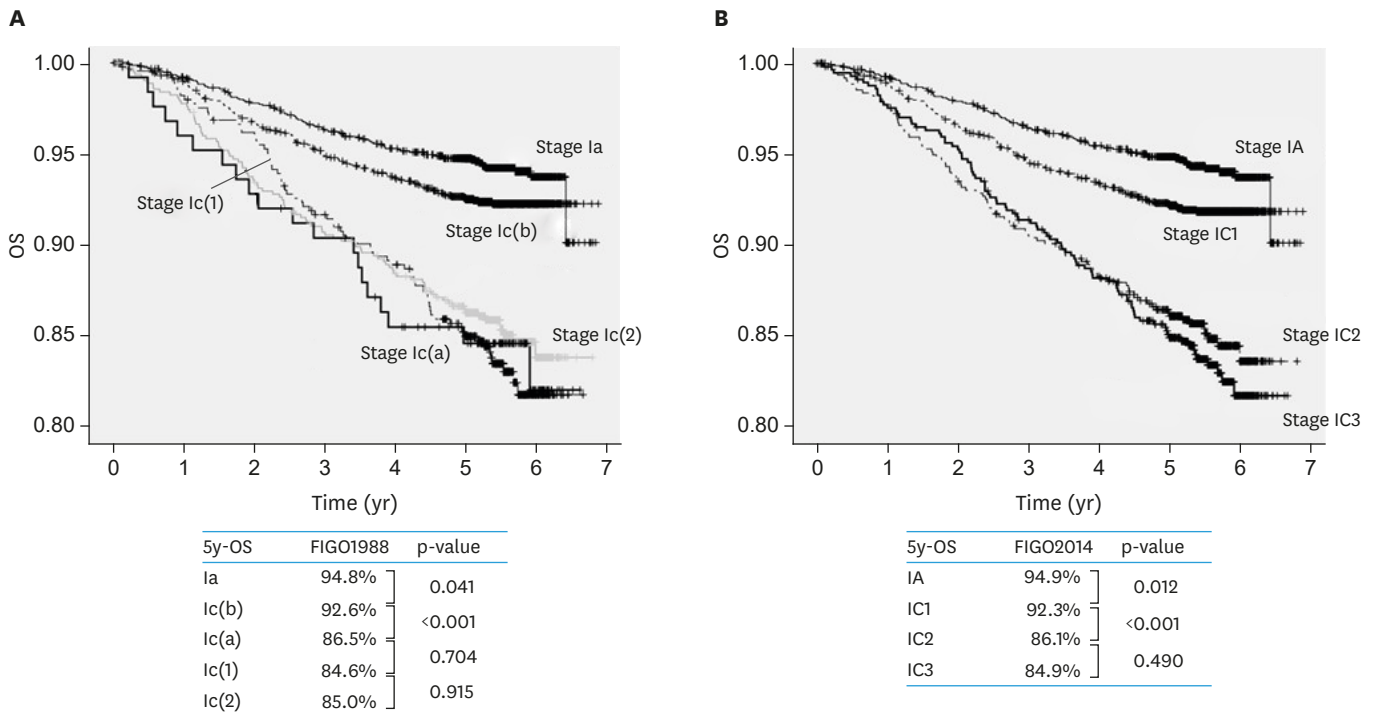 A
1.00
0.95
0.90
0.85
0.80
OS
Stage Ia
Stage Ic(1)
Stage Ic(b)
Stage Ic(2)
Stage Ic(a)
0 1 2 3 4 5 6 7
Time (yr)
5y-OS FIGO1988 p-value
Ia 94.8%
0.041
Ic(b) 92.6%
<0.001
Ic(a) 86.5%
0.704
Ic(1) 84.6%
0.915
Ic(2) 85.0%
B
1.00
0.95
0.90
0.85
0.80
OS
Stage IA
Stage IC1
Stage IC2
Stage IC3
0 1 2 3 4 5 6 7
Time (yr)
5y-OS FIGO2014 p-value
IA 94.9%
0.012
IC1 92.3%
<0.001
IC2 86.1%
0.490
IC3 84.9%